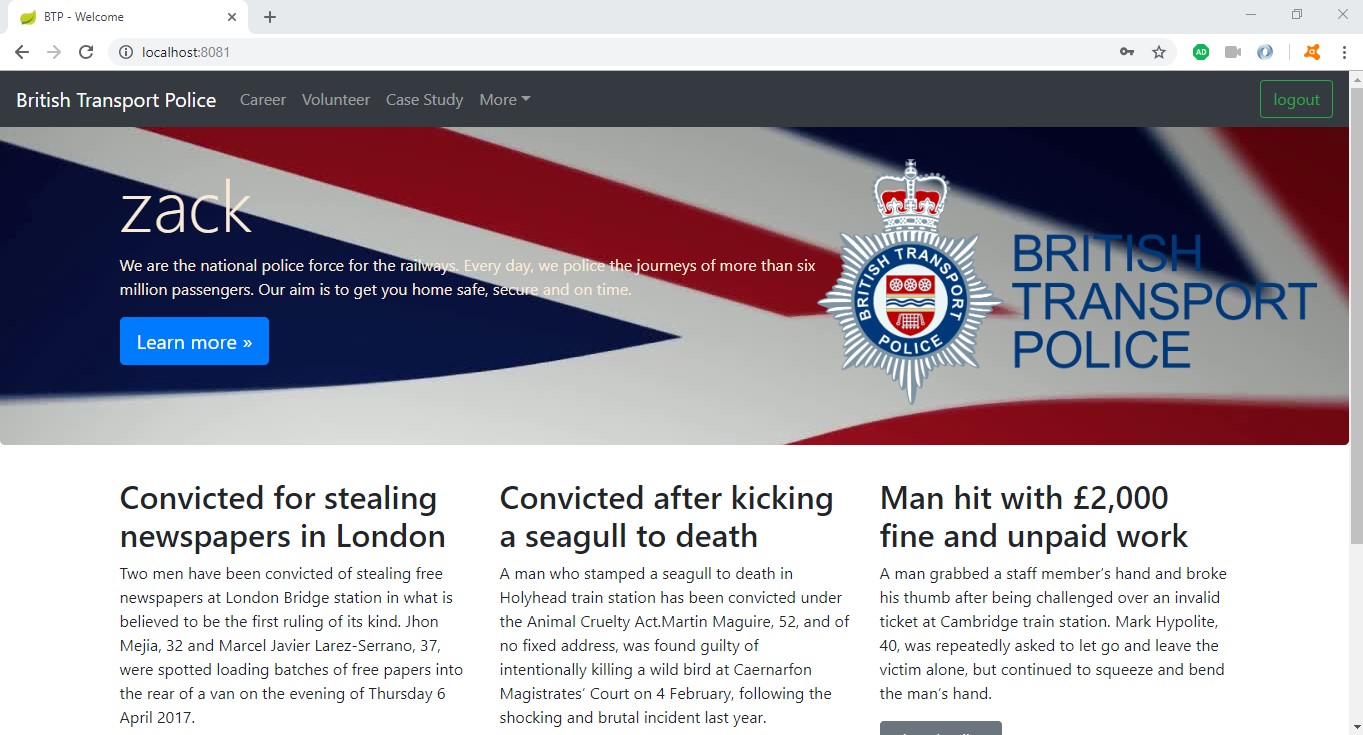 BTP - Welcome
localhost:8081
AD
British Transport Police Career Volunteer Case Study More logout
zack
We are the national police force for the railways. Every day, we police the journeys of more than six
million passengers. Our aim is to get you home safe, secure and on time.
Learn more »
BRITISH TRANSPORT
POLICE
BRITISH
TRANSPORT
POLICE
Convicted for stealing
newspapers in London
Two men have been convicted of stealing free
newspapers at London Bridge station in what is
believed to be the first ruling of its kind. Jhon
Mejia, 32 and Marcel Javier Larez-Serrano, 37,
were spotted loading batches of free papers into
the rear of a van on the evening of Thursday 6
April 2017.
Convicted after kicking
a seagull to death
A man who stamped a seagull to death in
Holyhead train station has been convicted under
the Animal Cruelty Act.Martin Maguire, 52, and of
no fixed address, was found guilty of
intentionally killing a wild bird at Caernarfon
Magistrates’ Court on 4 February, following the
shocking and brutal incident last year.
Man hit with £2,000
fine and unpaid work
A man grabbed a staff member’s hand and broke
his thumb after being challenged over an invalid
ticket at Cambridge train station. Mark Hypolite,
40, was repeatedly asked to let go and leave the
victim alone, but continued to squeeze and bend
the man’s hand.